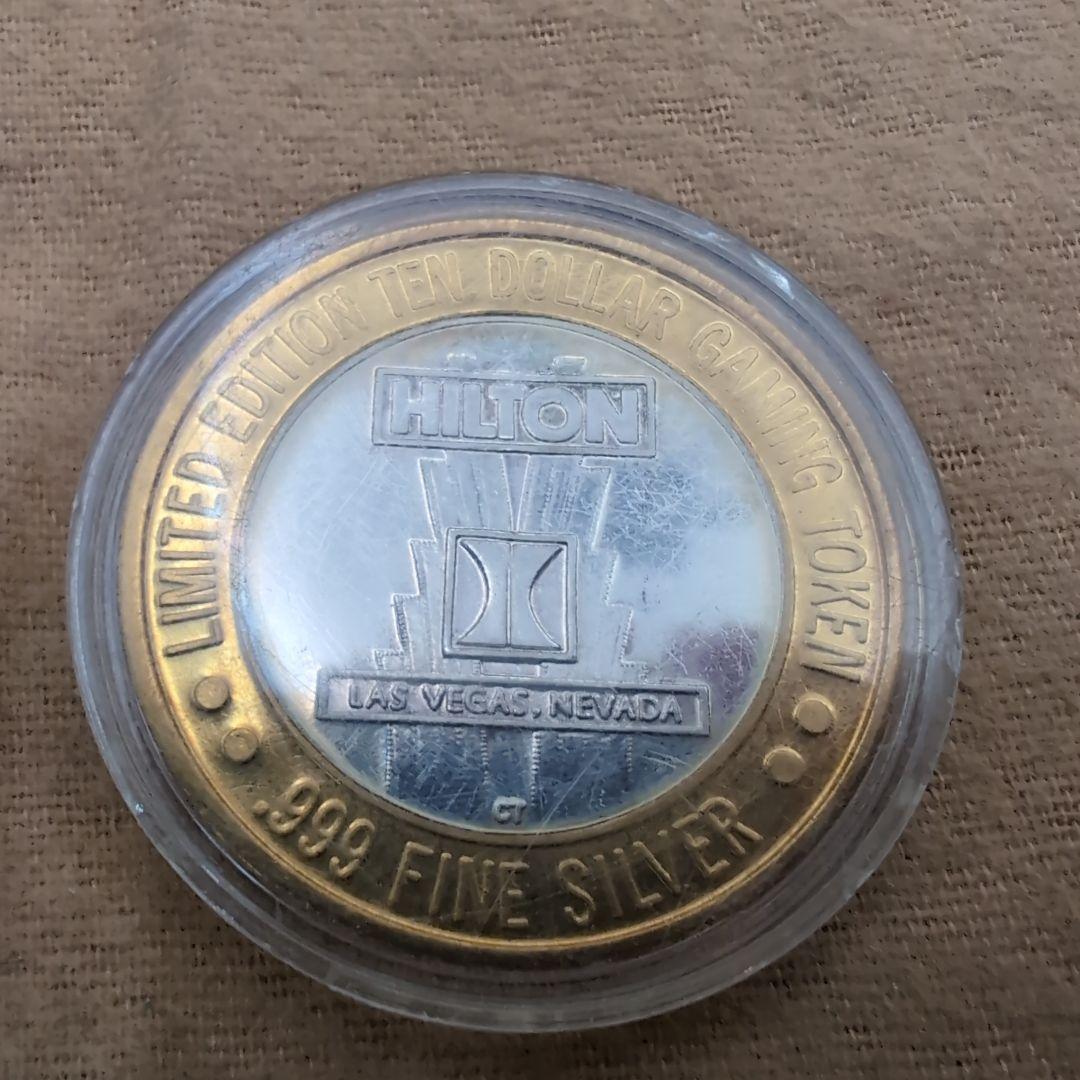 LIMITED EDITION TEN DOLLAR GAMING TOKEN
HILTON
LAS VEGAS, NEVADA
CT
.999 FINE SILVER